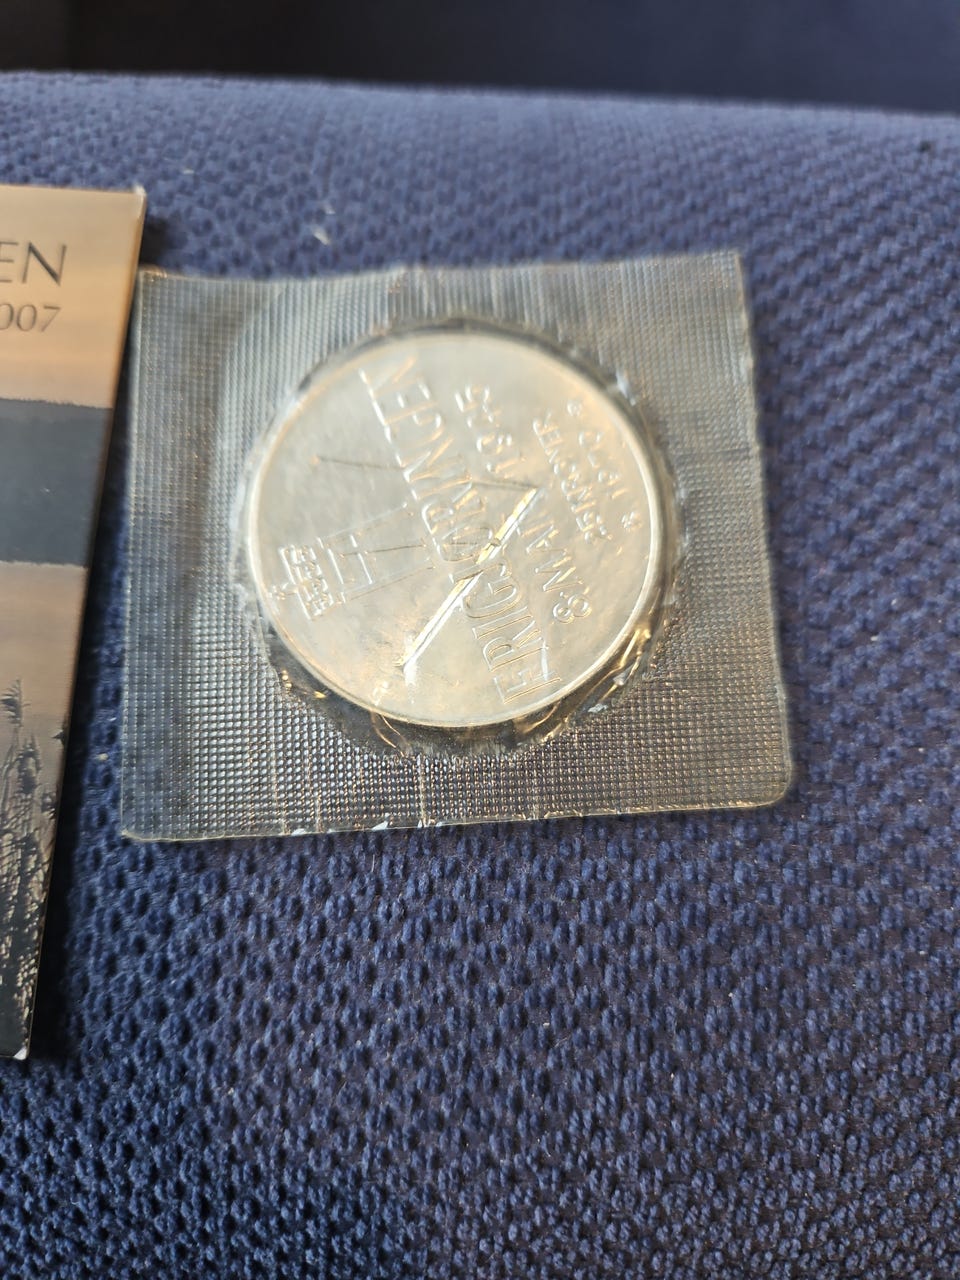 EN
007
FRIGJØRINGEN
8. MAI 1945
25 KRONER
1970